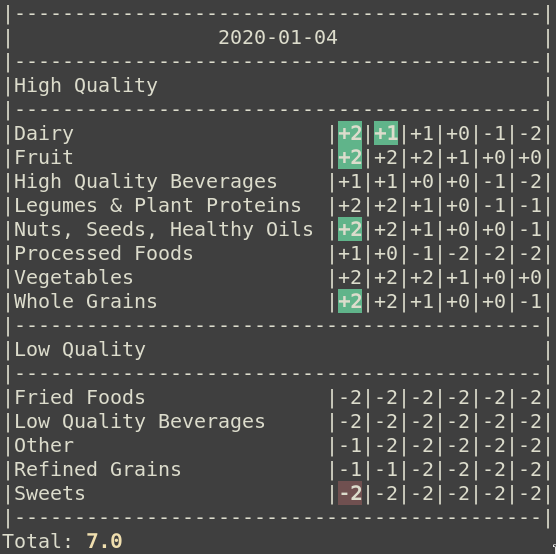 |--------------------------------------------|
|                 2020-01-04                 |
|--------------------------------------------|
|High Quality                                |
|--------------------------------------------|
|Dairy                     |+2|+1|+1|+0|-1|-2|
|Fruit                     |+2|+2|+2|+1|+0|+0|
|High Quality Beverages    |+1|+1|+0|+0|-1|-2|
|Legumes & Plant Proteins  |+2|+2|+1|+0|-1|-1|
|Nuts, Seeds, Healthy Oils |+2|+2|+1|+0|+0|-1|
|Processed Foods           |+1|+0|-1|-2|-2|-2|
|Vegetables                |+2|+2|+2|+1|+0|+0|
|Whole Grains              |+2|+2|+1|+0|+0|-1|
|--------------------------------------------|
|Low Quality                                 |
|--------------------------------------------|
|Fried Foods               |-2|-2|-2|-2|-2|-2|
|Low Quality Beverages     |-2|-2|-2|-2|-2|-2|
|Other                     |-1|-2|-2|-2|-2|-2|
|Refined Grains            |-1|-1|-2|-2|-2|-2|
|Sweets                    |-2|-2|-2|-2|-2|-2|
|--------------------------------------------|
Total: 7.0